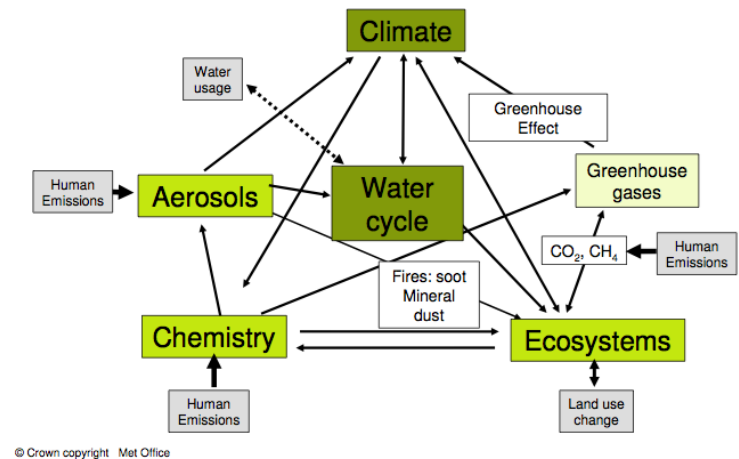 Climate
Water
usage
Greenhouse
Effect
Human
Emissions
Aerosols
Water
cycle
Greenhouse
gases
CO₂, CH₄
Human
Emissions
Fires: soot
Mineral
dust
Chemistry
Ecosystems
Human
Emissions
Land use
change
© Crown copyright Met Office